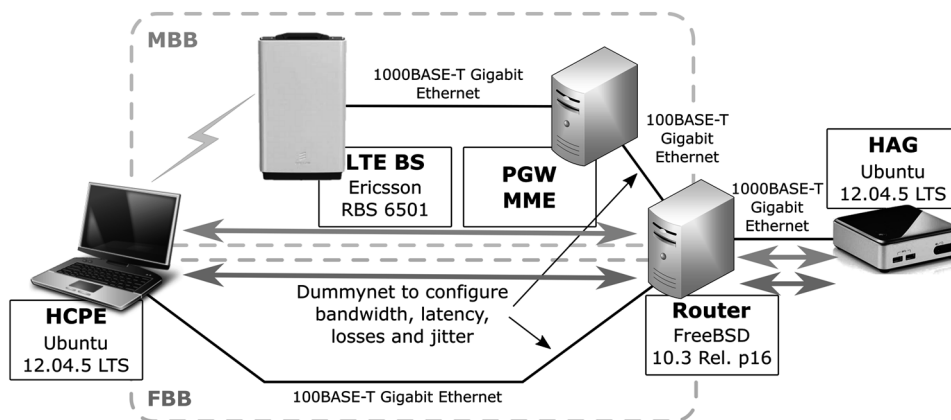 MBB
1000BASE-T Gigabit
Ethernet
100BASE-T
Gigabit
Ethernet
HAG
Ubuntu
12.04.5 LTS
LTE BS
Ericsson
RBS 6501
PGW
MME
1000BASE-T
Gigabit
Ethernet
HCPE
Ubuntu
12.04.5 LTS
Dummynet to configure
bandwidth, latency,
losses and jitter
Router
FreeBSD
10.3 Rel. p16
FBB
100BASE-T Gigabit Ethernet